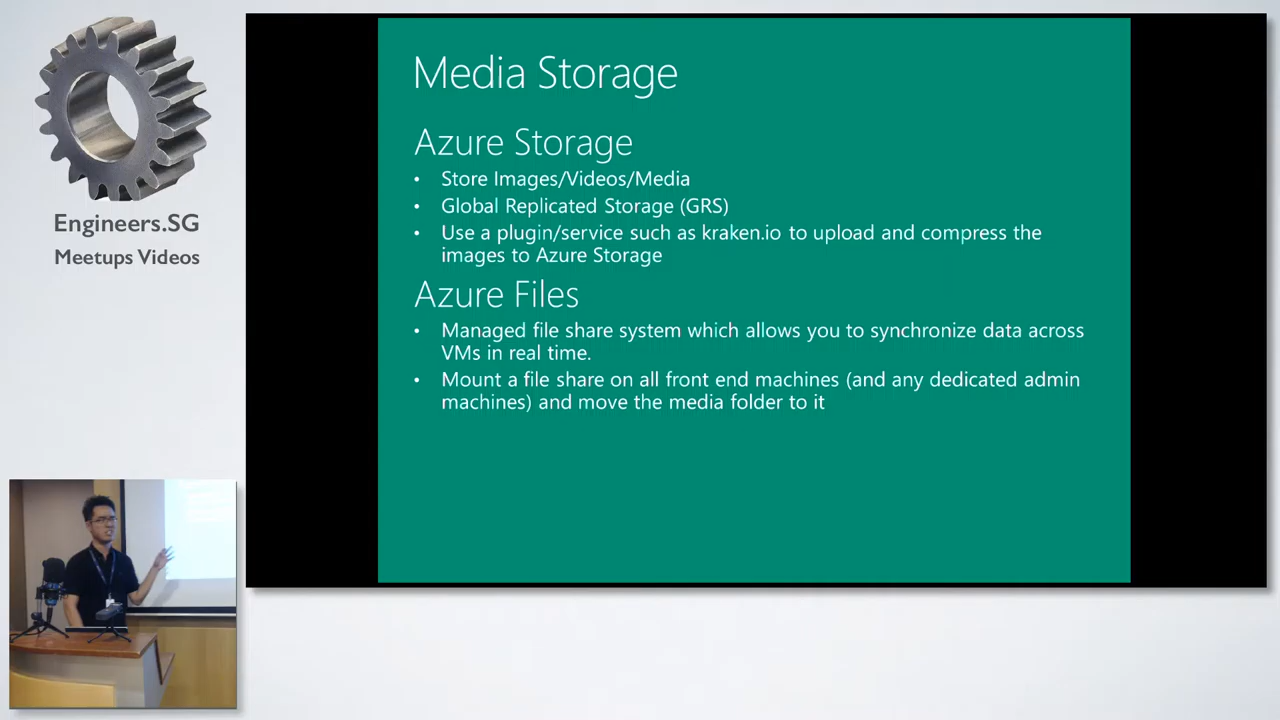 Engineers.SG
Meetups Videos
Media Storage
Azure Storage
• Store Images/Videos/Media
• Global Replicated Storage (GRS)
• Use a plugin/service such as kraken.io to upload and compress the
images to Azure Storage
Azure Files
• Managed file share system which allows you to synchronize data across
VMs in real time.
• Mount a file share on all front end machines (and any dedicated admin
machines) and move the media folder to it